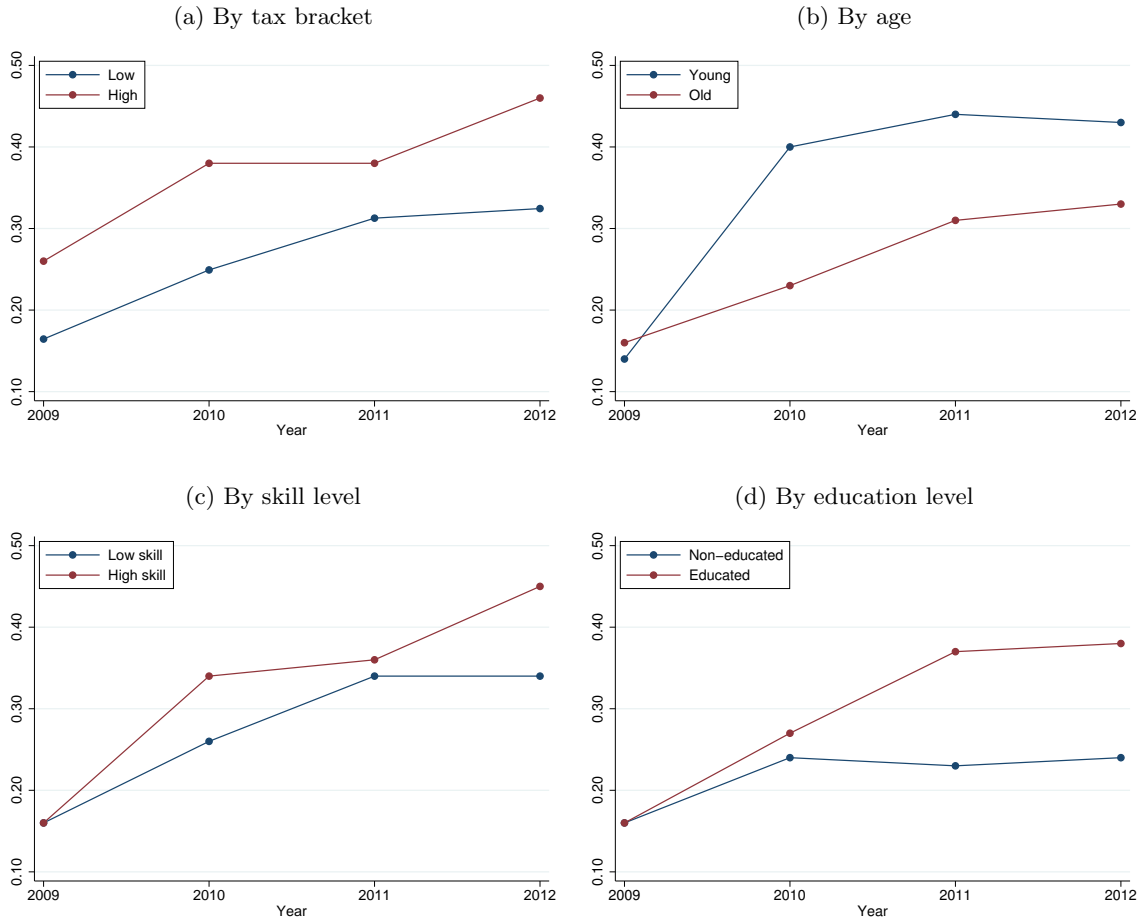 (a) By tax bracket
0.50
0.40
0.30
0.20
0.10
Low
High
2009 2010 2011 2012
Year
(b) By age
0.50
0.40
0.30
0.20
0.10
Young
Old
2009 2010 2011 2012
Year
(c) By skill level
0.50
0.40
0.30
0.20
0.10
Low skill
High skill
2009 2010 2011 2012
Year
(d) By education level
0.50
0.40
0.30
0.20
0.10
Non−educated
Educated
2009 2010 2011 2012
Year